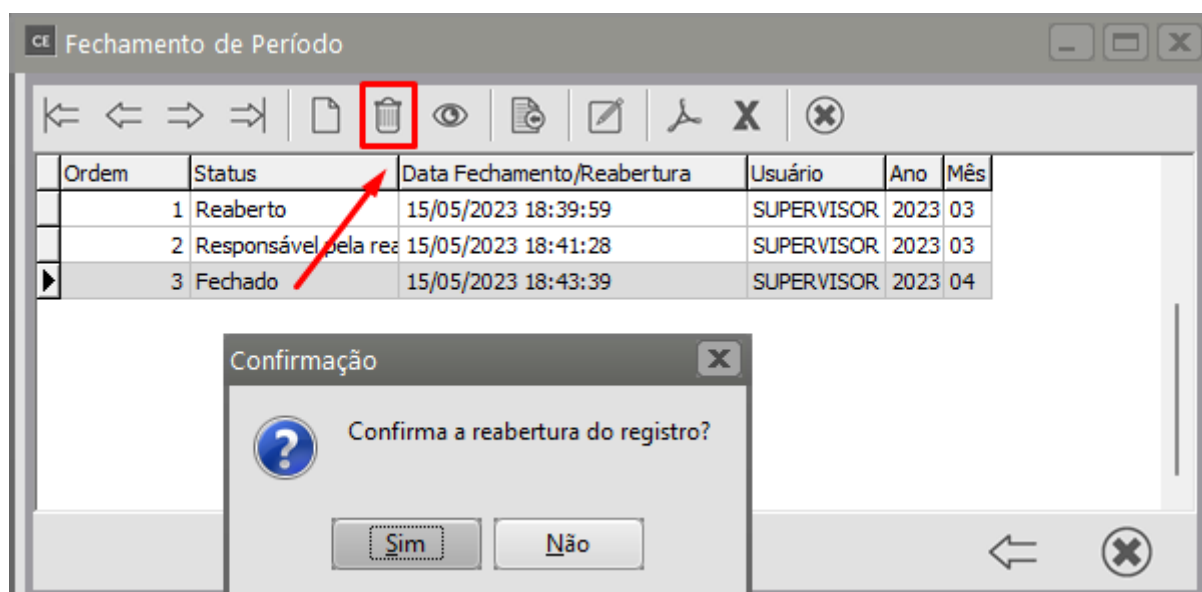 CE Fechamento de Período
Ordem Status Data Fechamento/Reabertura Usuário Ano Mês
1 Reaberto 15/05/2023 18:39:59 SUPERVISOR 2023 03
2 Responsável pela rea 15/05/2023 18:41:28 SUPERVISOR 2023 03
3 Fechado 15/05/2023 18:43:39 SUPERVISOR 2023 04
Confirmação
Confirma a reabertura do registro?
Sim Não